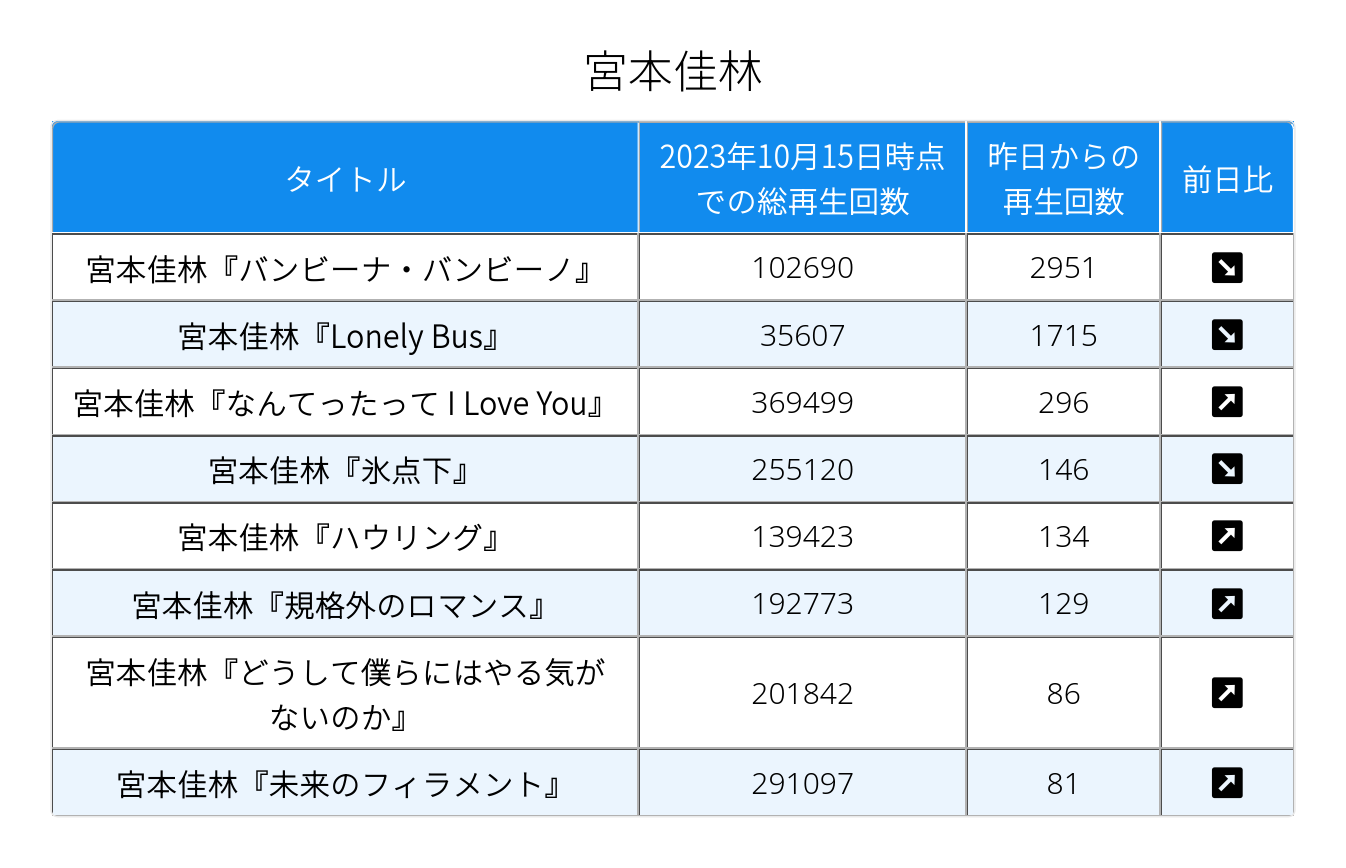 宮本佳林
タイトル
2023年10月15日時点
での総再生回数
昨日からの
再生回数
前日比
宮本佳林『バンビーナ・バンビーノ』
102690
2951
宮本佳林『Lonely Bus』
35607
1715
宮本佳林『なんてったって I Love You』
369499
296
宮本佳林『氷点下』
255120
146
宮本佳林『ハウリング』
139423
134
宮本佳林『規格外のロマンス』
192773
129
宮本佳林『どうして僕らにはやる気が
ないのか』
201842
86
宮本佳林『未来のフィラメント』
291097
81